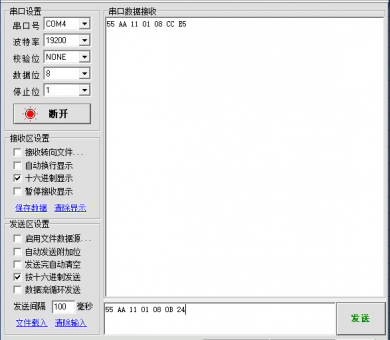 串口设置
串口号 COM4
波特率 19200
校验位 NONE
数据位 8
停止位 1
断开
接收区设置
接收转向文件...
自动换行显示
十六进制显示
暂停接收显示
保存数据 清除显示
发送区设置
启用文件数据源...
自动发送附加位
发送完自动清空
按十六进制发送
数据流循环发送
发送间隔 100 毫秒
文件载入 清除输入
串口数据接收
55 AA 11 01 08 CC E5
55 AA 11 01 08 0B 24
发送